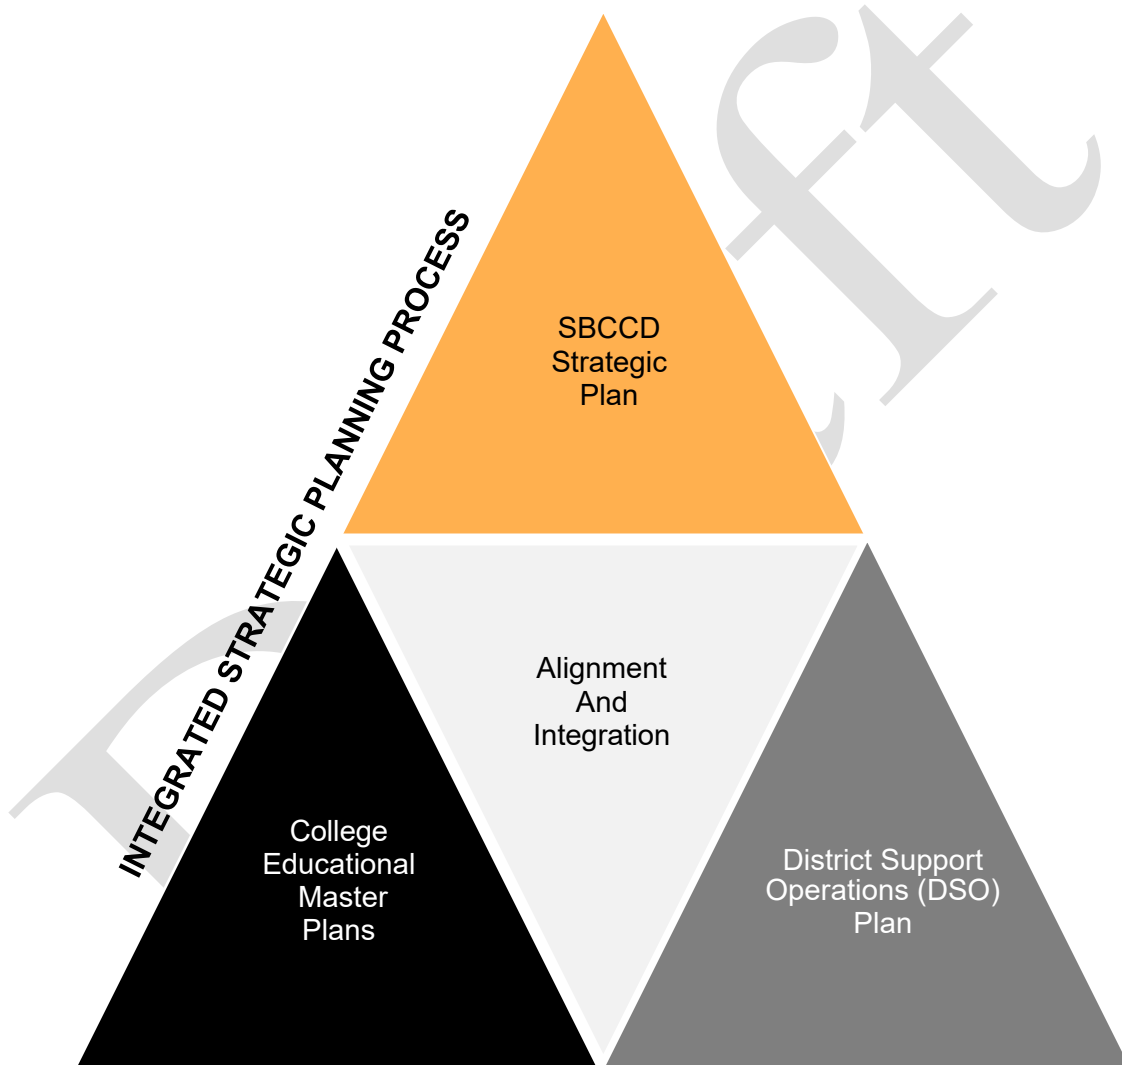 INTEGRATED STRATEGIC PLANNING PROCESS
SBCCD
Strategic
Plan
Alignment
And
Integration
College
Educational
Master
Plans
District Support
Operations (DSO)
Plan